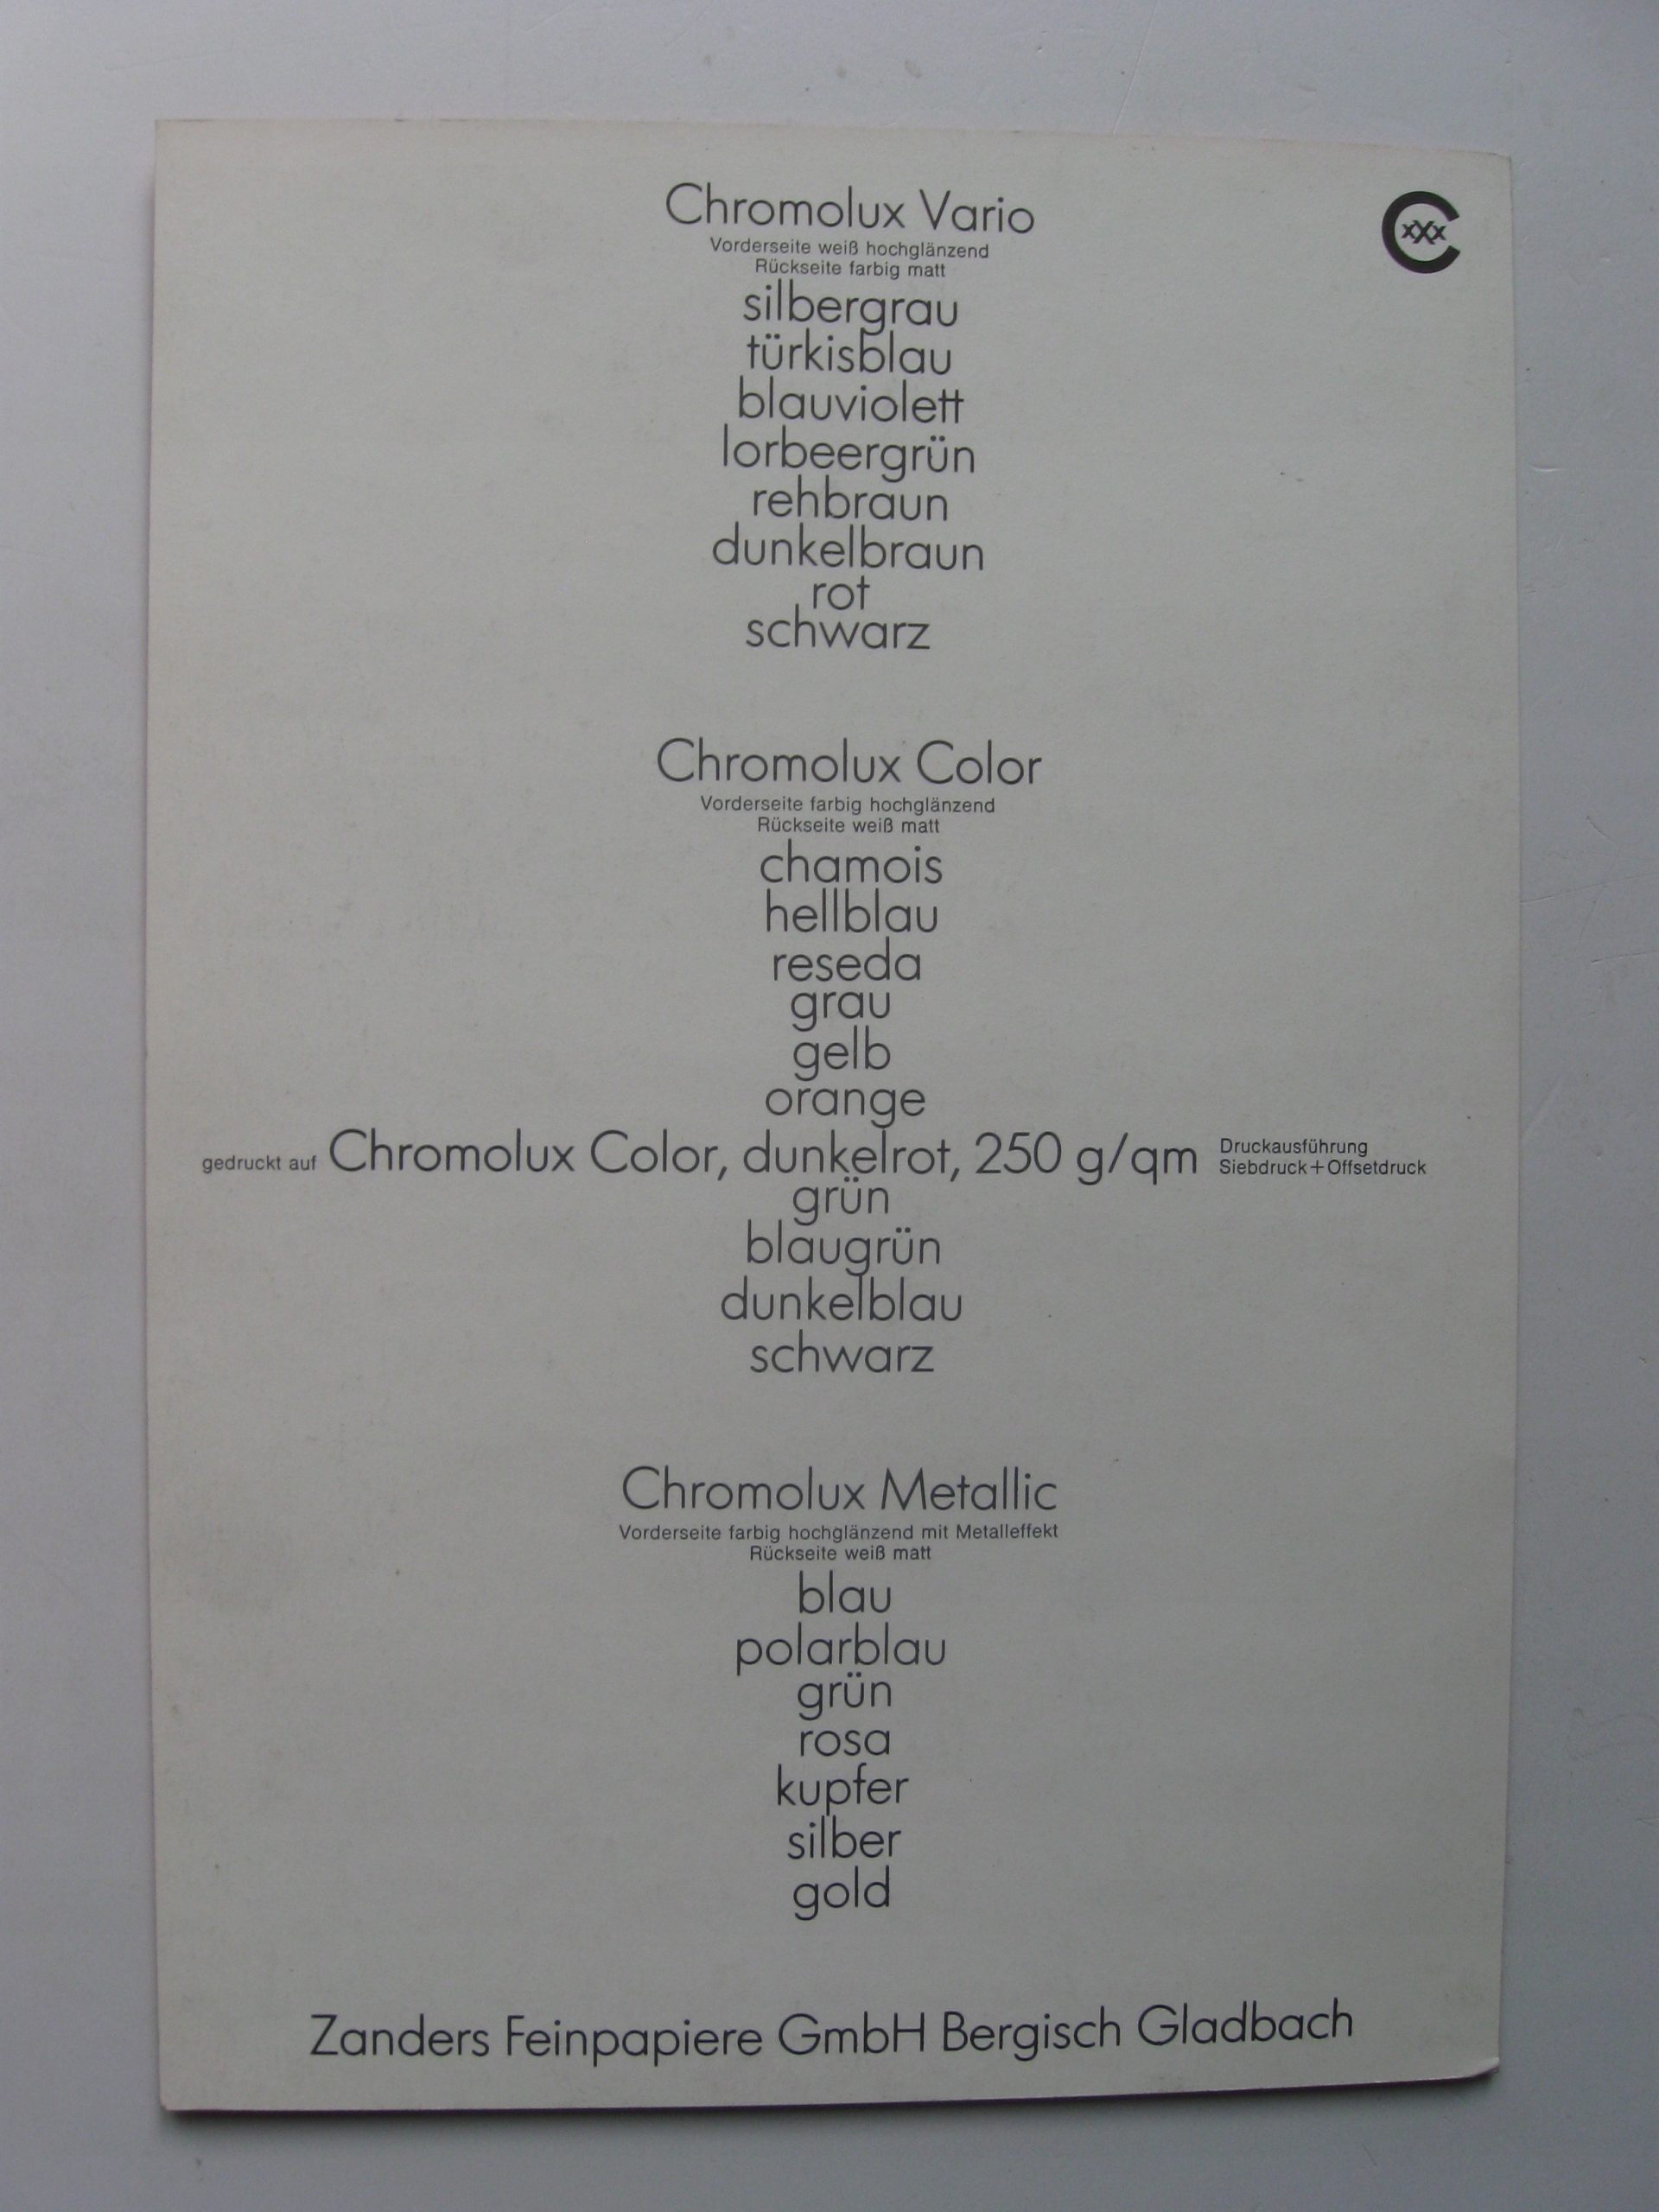 Chromolux Vario
Vorderseite weiß hochglänzend
Rückseite farbig matt
xXx
silbergrau
türkisblau
blauviolett
lorbeergrün
rehbraun
dunkelbraun
rot
schwarz
Chromolux Color
Vorderseite farbig hochglänzend
Rückseite weiß matt
chamois
hellblau
reseda
grau
gelb
orange
gedruckt auf Chromolux Color, dunkelrot, 250 g/qm Druckausführung
Siebdruck+Offsetdruck
grün
blaugrün
dunkelblau
schwarz
Chromolux Metallic
Vorderseite farbig hochglänzend mit Metalleffekt
Rückseite weiß matt
blau
polarblau
grün
rosa
kupfer
silber
gold
Zanders Feinpapiere GmbH Bergisch Gladbach